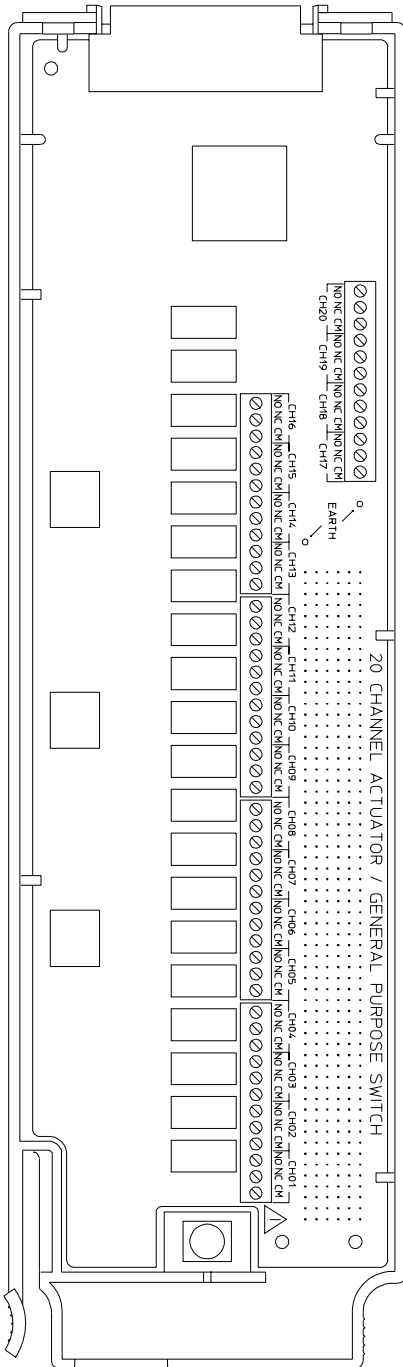 NO NC CM NO NC CM NO NC CM NO NC CM
CH20 CH19 CH18 CH17
EARTH
20 CHANNEL ACTUATOR / GENERAL PURPOSE SWITCH
NO NC CM NO NC CM NO NC CM NO NC CM
CH16 CH15 CH14 CH13
NO NC CM NO NC CM NO NC CM NO NC CM
CH12 CH11 CH10 CH09
NO NC CM NO NC CM NO NC CM NO NC CM
CH08 CH07 CH06 CH05
NO NC CM NO NC CM NO NC CM NO NC CM
CH04 CH03 CH02 CH01